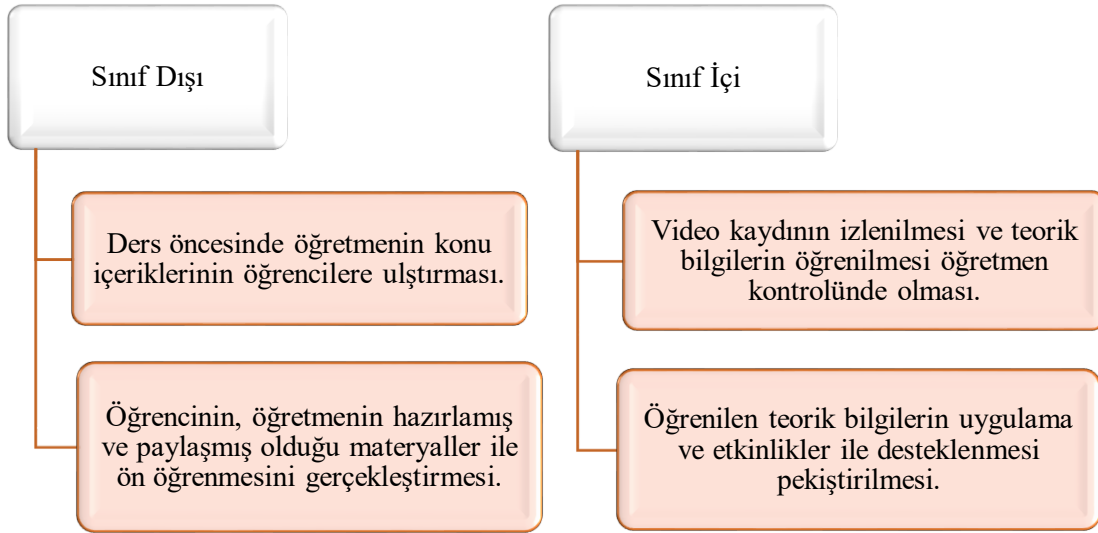 Sınıf Dışı
Ders öncesinde öğretmenin konu
içeriklerinin öğrencilere ulştırması.
Öğrencinin, öğretmenin hazırlamış
ve paylaşmış olduğu materyaller ile
ön öğrenmesini gerçekleştirmesi.
Sınıf İçi
Video kaydının izlenilmesi ve teorik
bilgilerin öğrenilmesi öğretmen
kontrolünde olması.
Öğrenilen teorik bilgilerin uygulama
ve etkinlikler ile desteklenmesi
pekiştirilmesi.